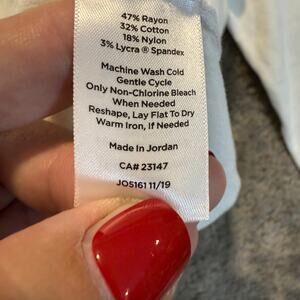 47% Rayon
32% Cotton
18% Nylon
3% Lycra ® Spandex
Machine Wash Cold
Gentle Cycle
Only Non-Chlorine Bleach
When Needed
Reshape, Lay Flat To Dry
Warm Iron, If Needed
Made In Jordan
CA# 23147
JO5161 11/19